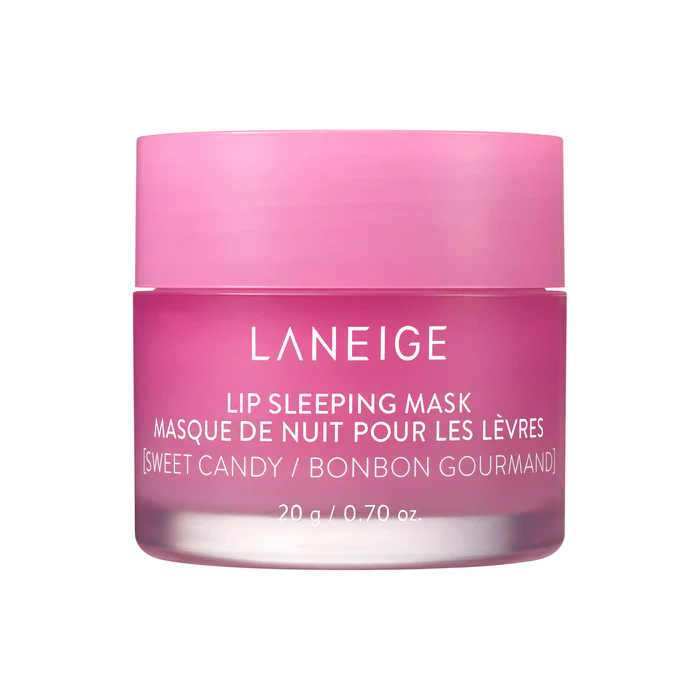 LANEIGE
LIP SLEEPING MASK
MASQUE DE NUIT POUR LES LÈVRES
[SWEET CANDY / BONBON GOURMAND]
20 g / 0.70 oz.